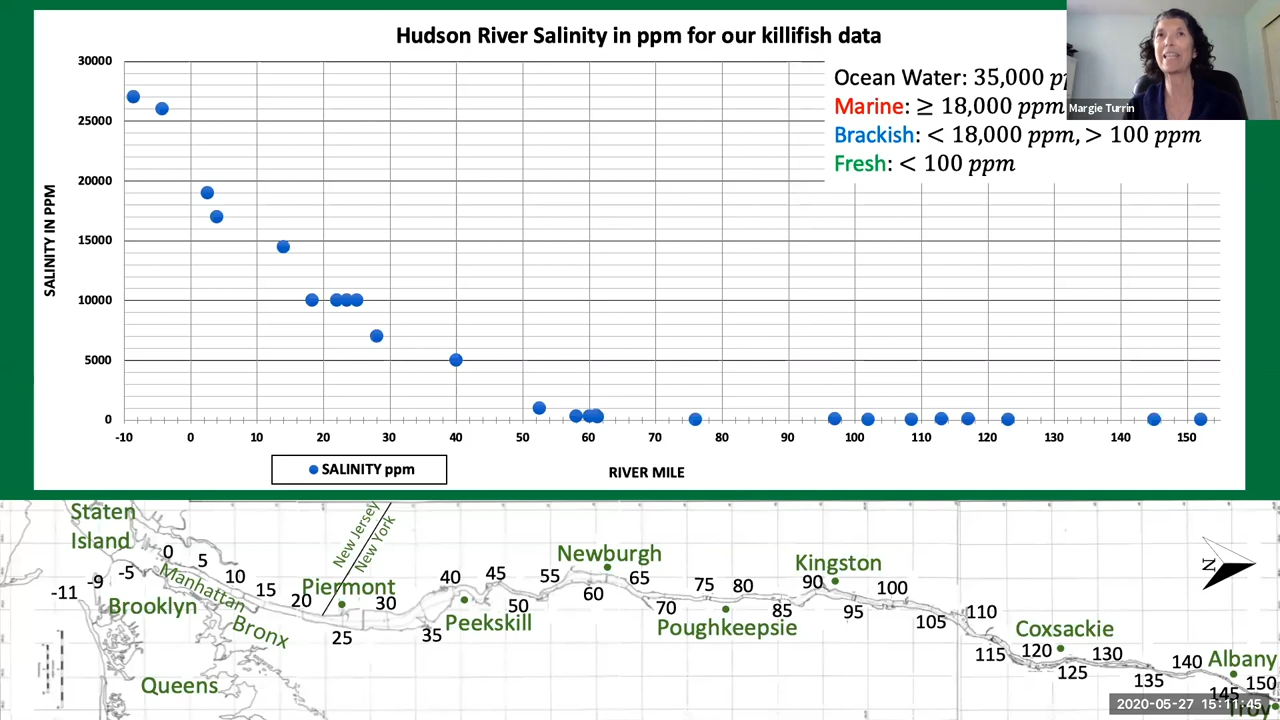 Hudson River Salinity in ppm for our killifish data
Ocean Water: 35,000
Marine: ≥ 18,000 ppm
Brackish: < 18,000 ppm, > 100 ppm
Fresh: < 100 ppm
Margie Turrin
SALINITY IN PPM
30000
25000
20000
15000
10000
5000
0
-10 0 10 20 30 40 50 60 70 80 90 100 110 120 130 140 150
SALINITY ppm
RIVER MILE
Staten
Island
New Jersey
New York
Manhattan
Bronx
Brooklyn
Queens
Piermont
Peekskill
Newburgh
Poughkeepsie
Kingston
Coxsackie
Albany
Troy
-11 -9 -5 0 5 10 15 20 25 30 35 40 45 50 55 60 65 70 75 80 85 90 95 100 105 110 115 120 125 130 135 140 145 150
N
2020-05-27 15:11:45